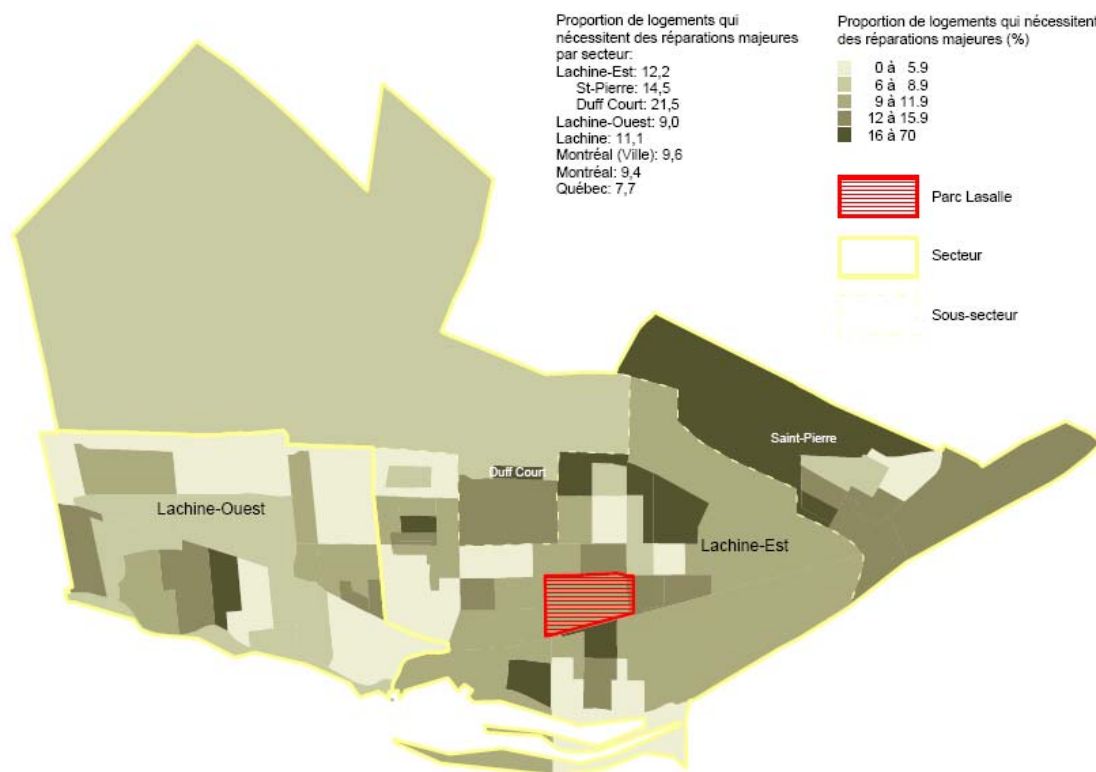 Proportion de logements qui
nécessitent des réparations majeures
par secteur:
Lachine-Est: 12,2
St-Pierre: 14,5
Duff Court: 21,5
Lachine-Ouest: 9,0
Lachine: 11,1
Montréal (Ville): 9,6
Montréal: 9,4
Québec: 7,7
Proportion de logements qui nécessitent
des réparations majeures (%)
0 à 5.9
6 à 8.9
9 à 11.9
12 à 15.9
16 à 70
Parc Lasalle
Secteur
Sous-secteur
Saint-Pierre
Duff Court
Lachine-Ouest
Lachine-Est